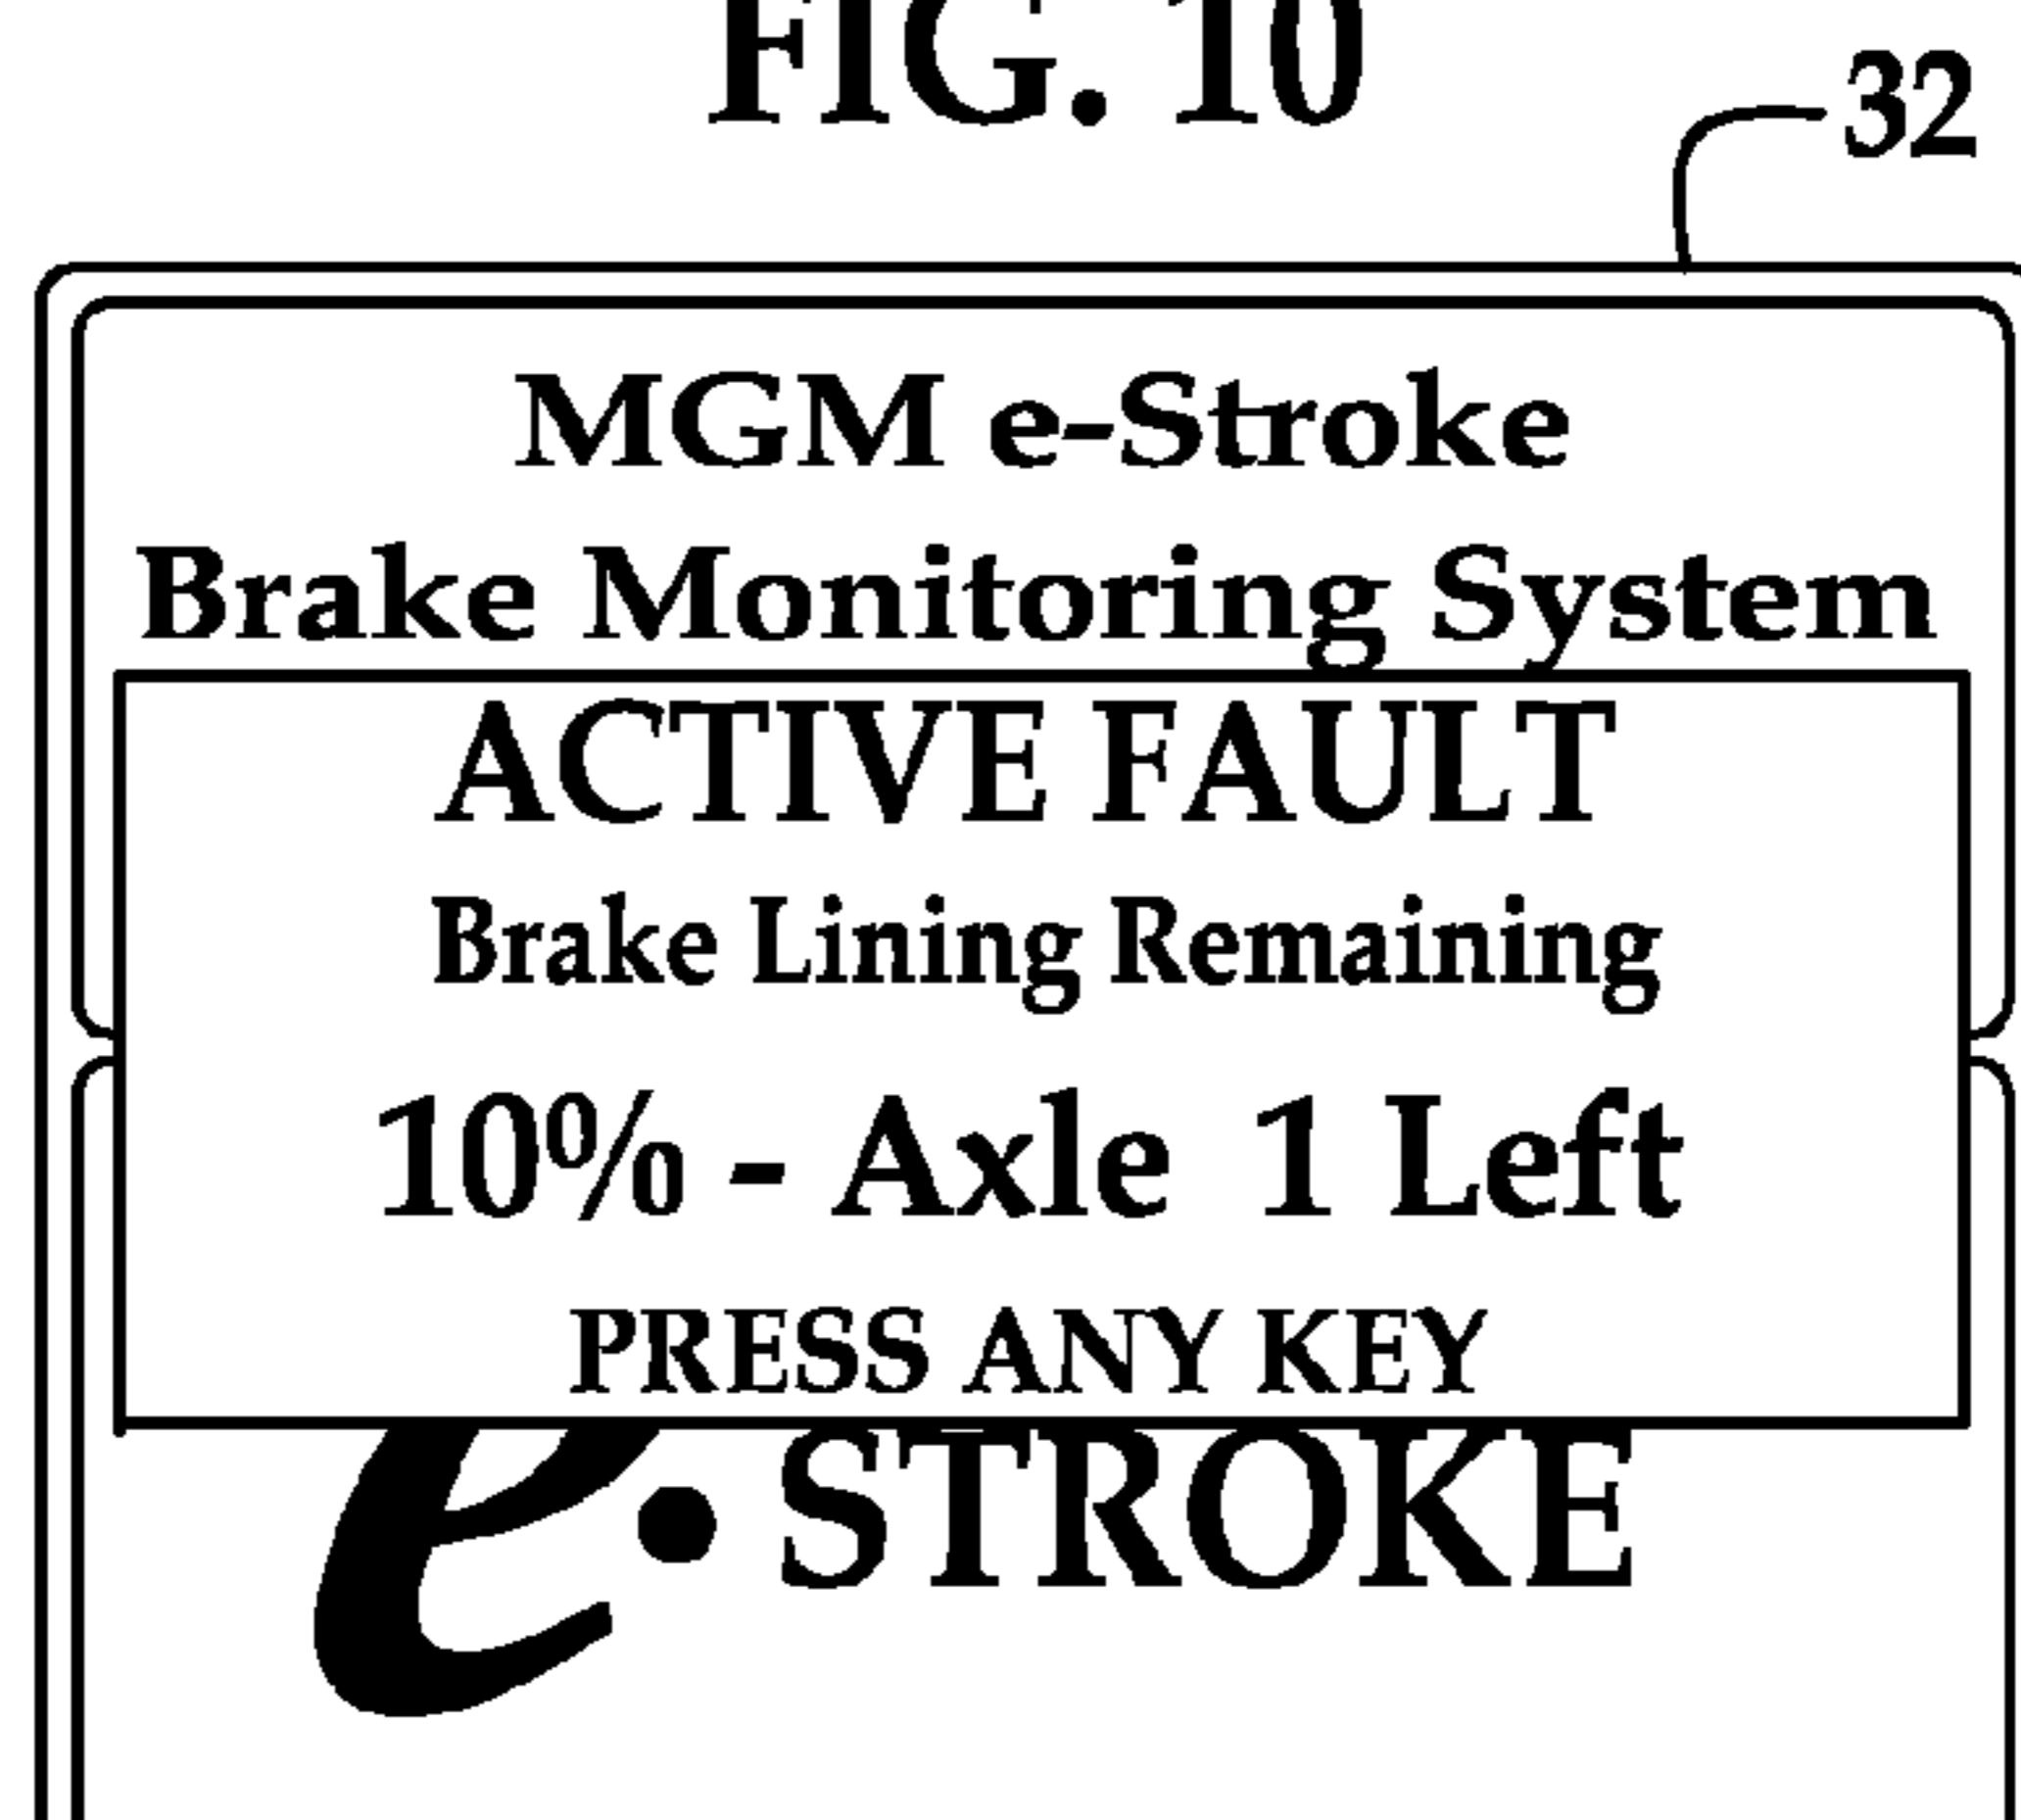 FIG. 10
32
MGM e-Stroke
Brake Monitoring System
ACTIVE FAULT
Brake Lining Remaining
10% - Axle 1 Left
PRESS ANY KEY
e. STROKE